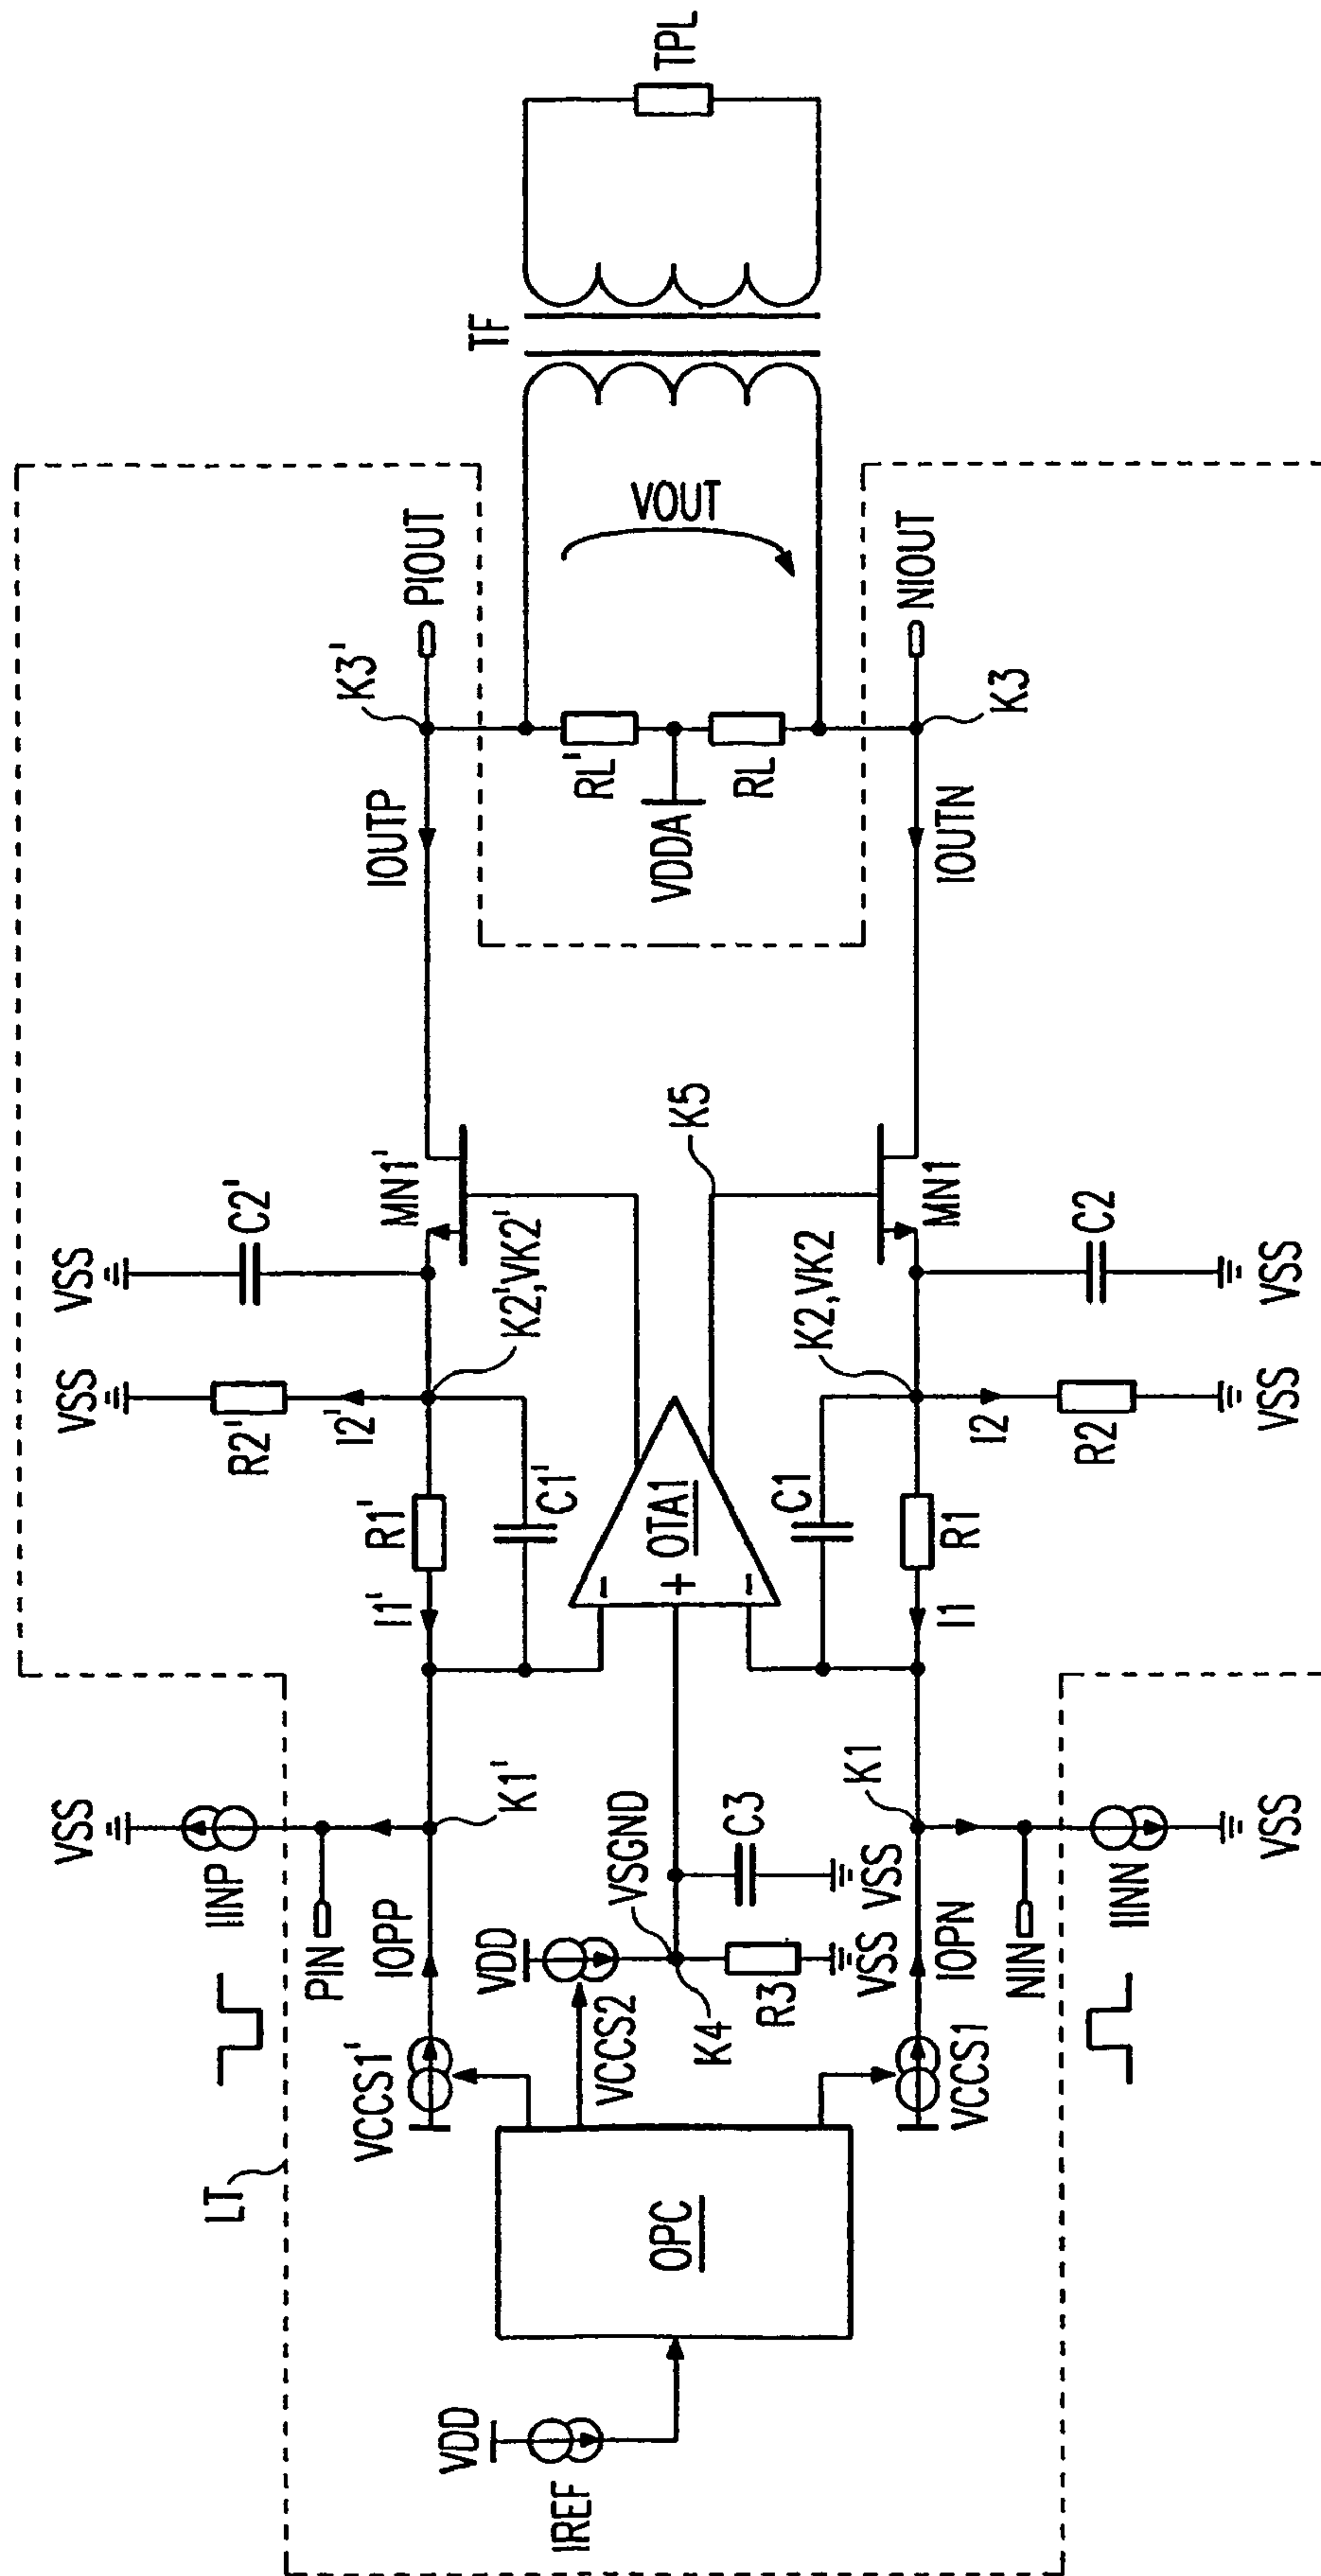 LT
VDD
IREF
OPC
VCCS1'
VDD
VCCS2
VCCS1
PIN
IOPP
IINP
VSS
K1'
K4
VSGND
R3
VSS
C3
VSS
K1
IOPN
NIN
IINN
VSS
I1'
R1'
C1'
OTA1
-
+
-
C1
R1
I1
VSS
R2'
I2'
K2',VK2'
VSS
C2'
MN1'
K5
K2,VK2
I2
R2
VSS
C2
VSS
MN1
IOUTP
K3'
PIOUT
RL'
VDDA
RL
VOUT
IOUTN
K3
NIOUT
TF
TPL